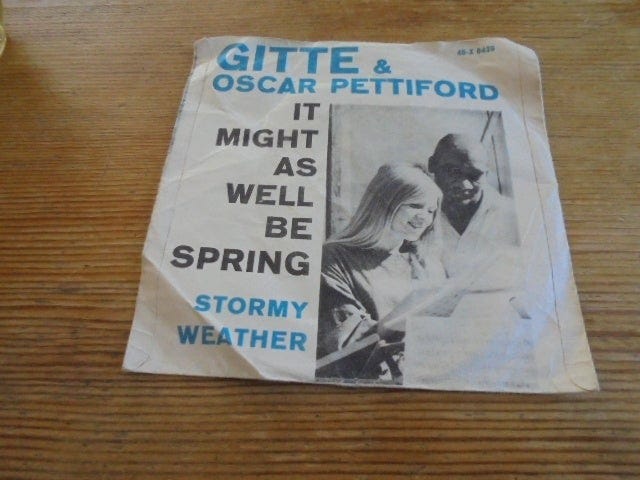 GITTE &
45-X 8439
OSCAR PETTIFORD
IT
MIGHT
AS
WELL
BE
SPRING
STORMY
WEATHER